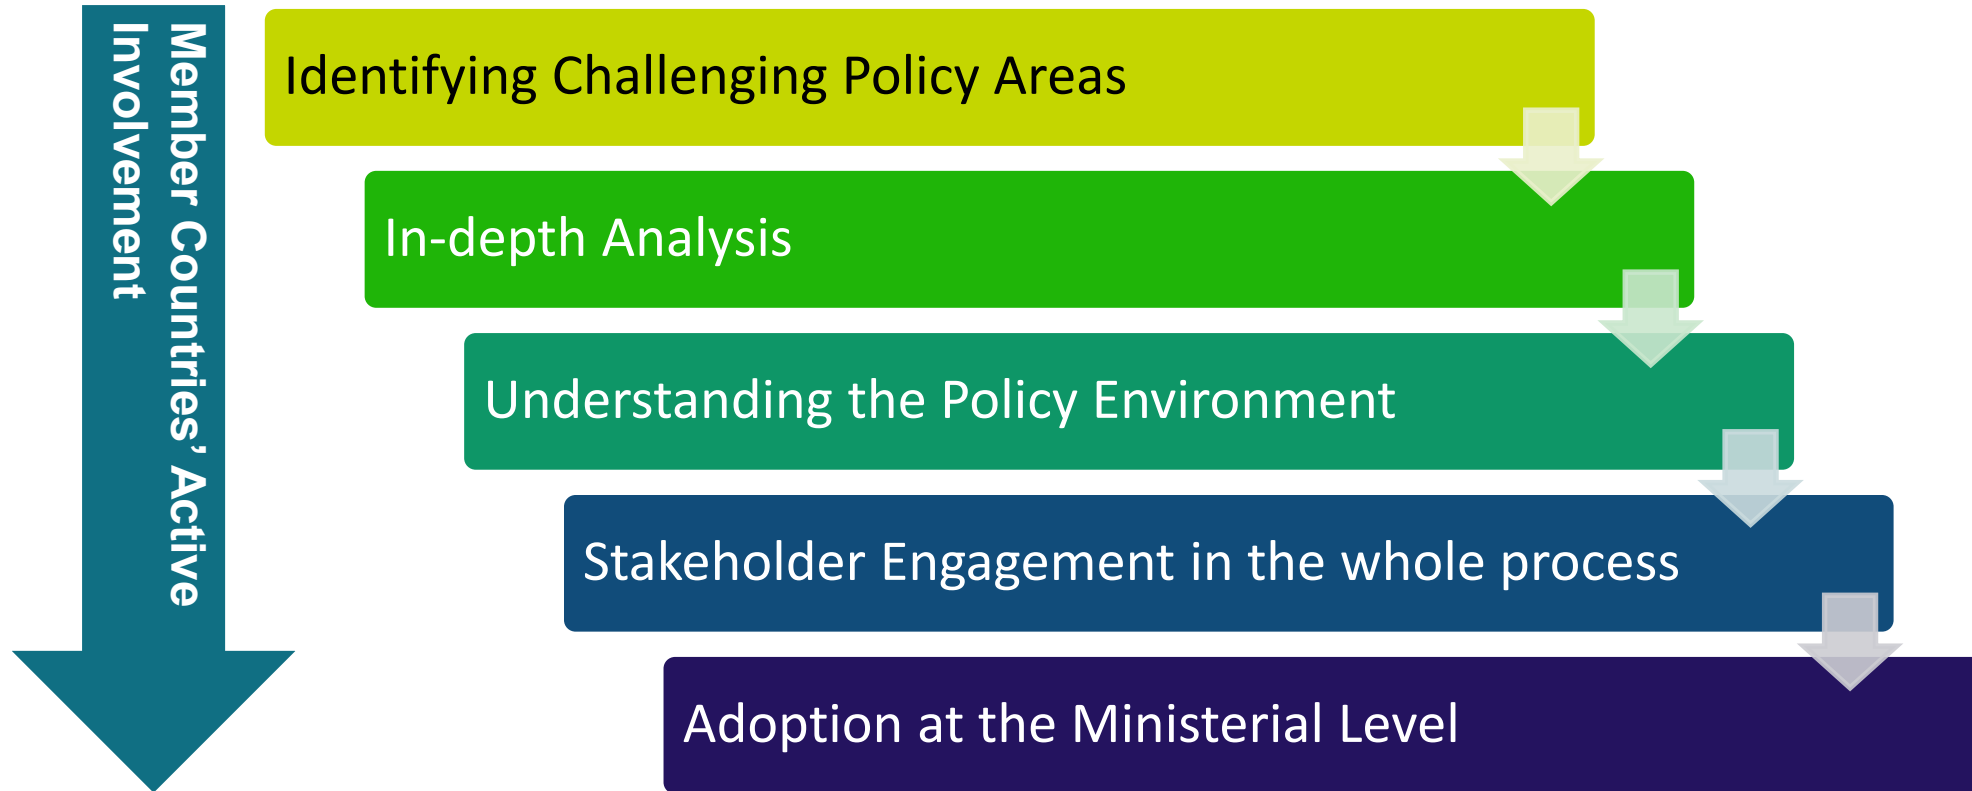 Member Countries’ Active
Involvement
Identifying Challenging Policy Areas
In-depth Analysis
Understanding the Policy Environment
Stakeholder Engagement in the whole process
Adoption at the Ministerial Level